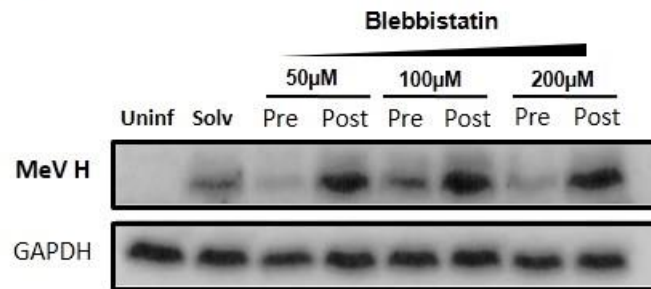 Blebbistatin
50µM 100µM 200µM
Uninf Solv Pre Post Pre Post Pre Post
MeV H
GAPDH